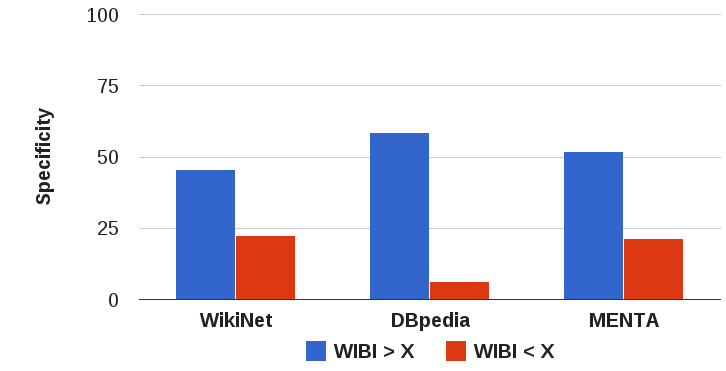 100
75
50
25
0
Specificity
WikiNet DBpedia MENTA
WIBI > X WIBI < X